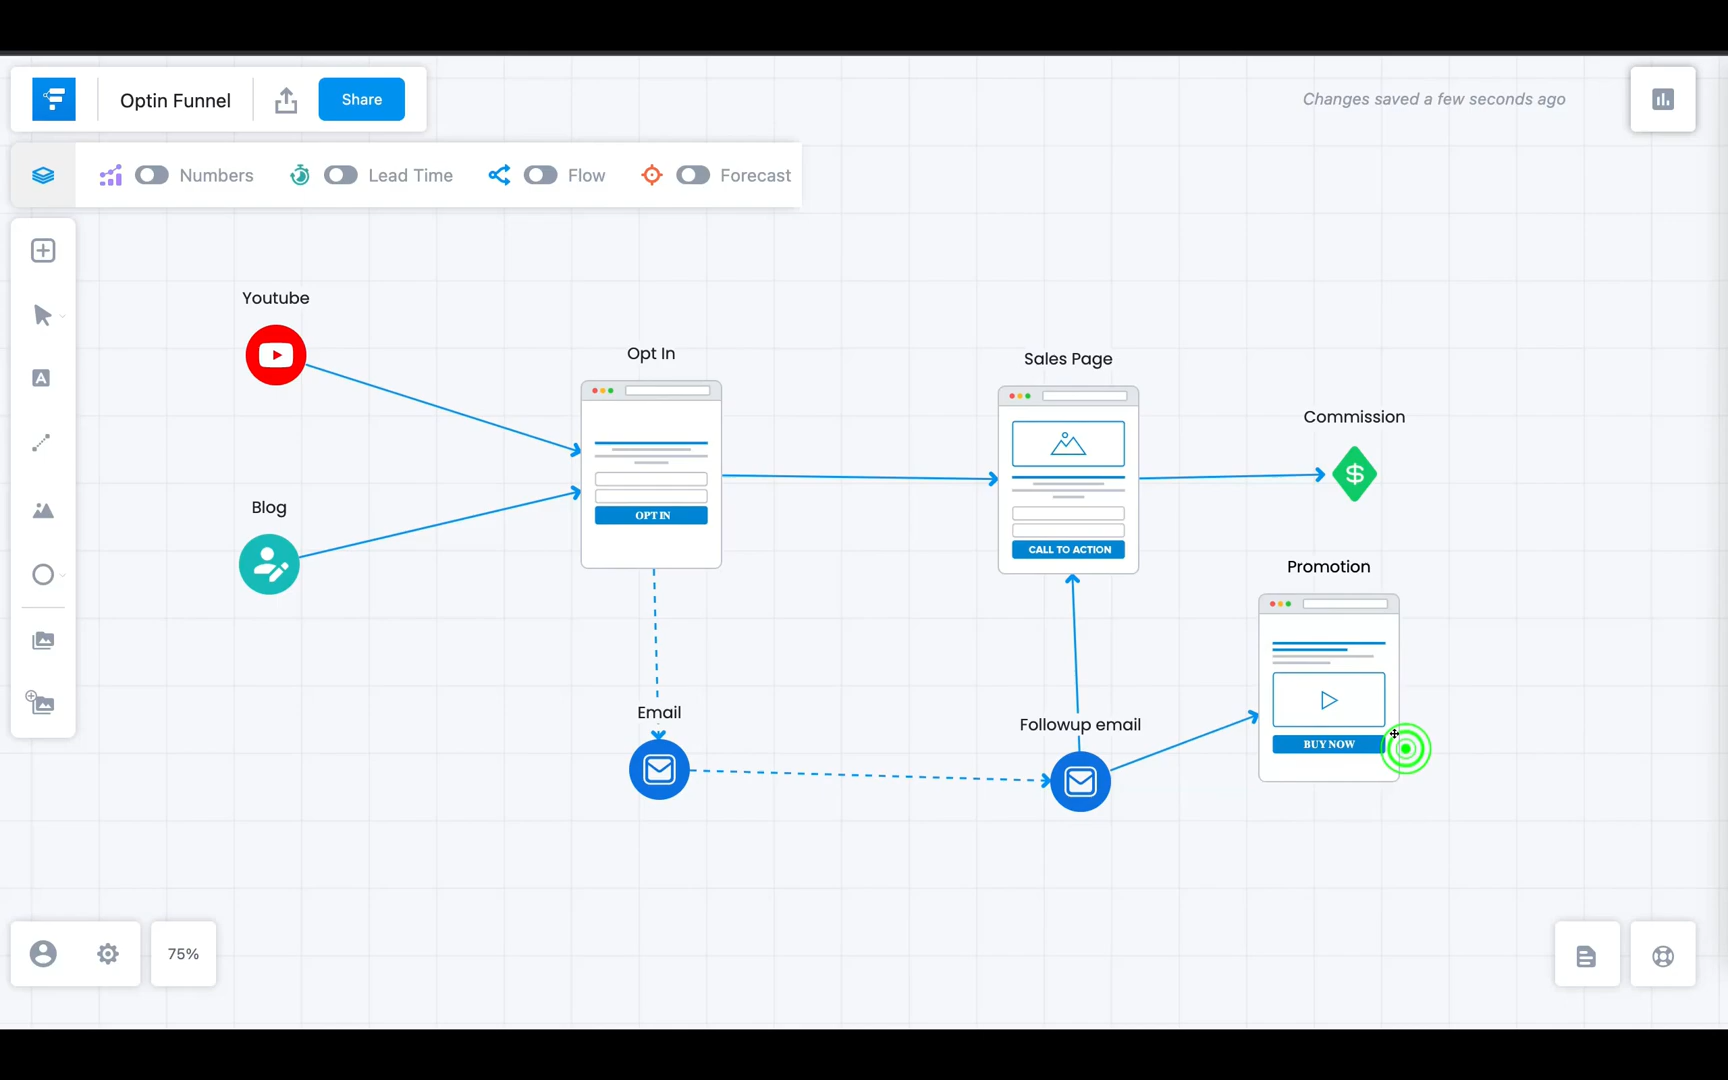 Optin Funnel
Share
Changes saved a few seconds ago
Numbers
Lead Time
Flow
Forecast
A
Youtube
Opt In
OPT IN
Blog
Sales Page
CALL TO ACTION
Commission
$
Promotion
BUY NOW
Email
Followup email
75%